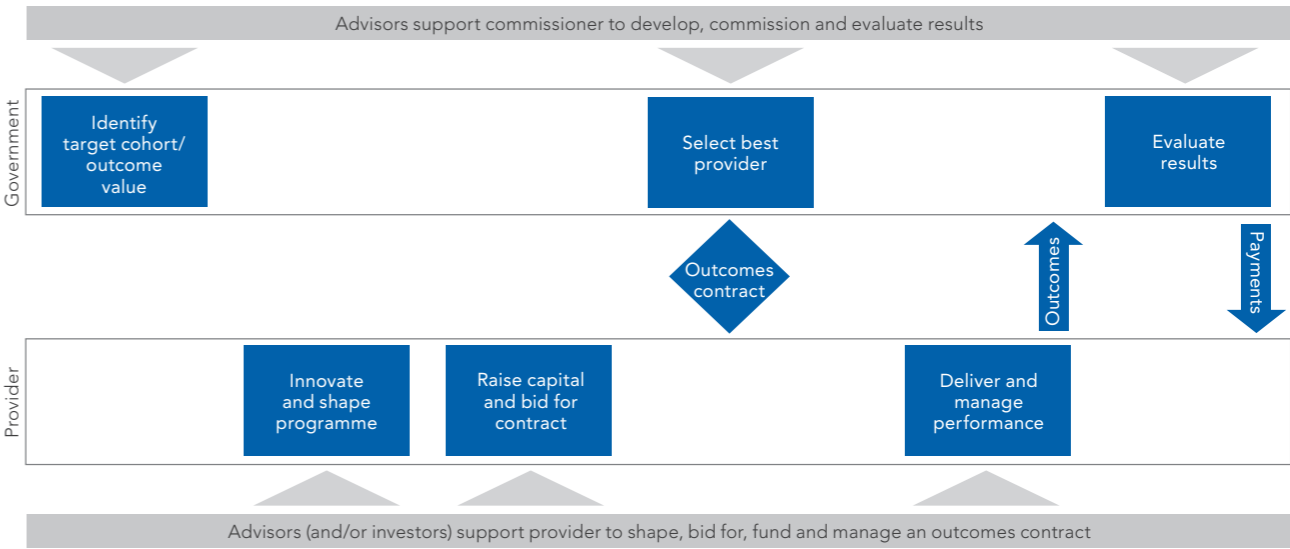 Advisors support commissioner to develop, commission and evaluate results
Government
Identify
target cohort/
outcome
value
Select best
provider
Evaluate
results
Outcomes
contract
Outcomes
Payments
Provider
Innovate
and shape
programme
Raise capital
and bid for
contract
Deliver and
manage
performance
Advisors (and/or investors) support provider to shape, bid for, fund and manage an outcomes contract